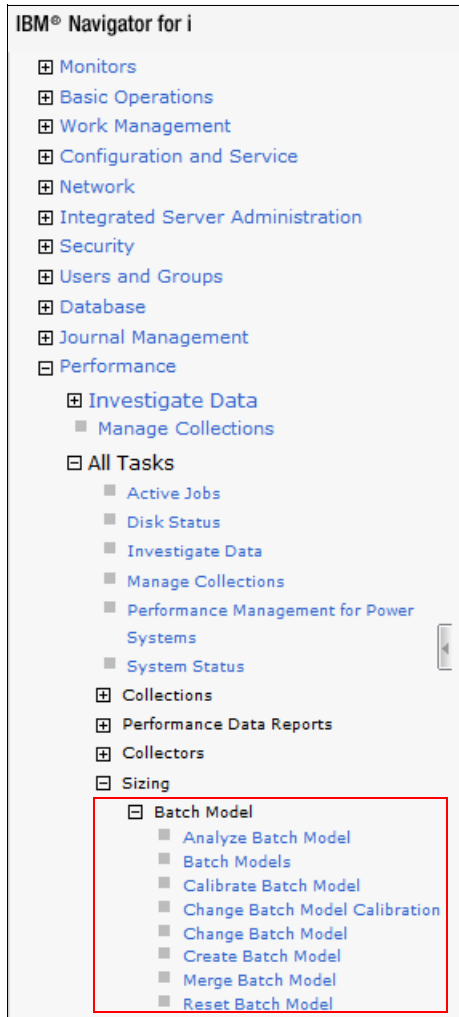 IBM® Navigator for i
Monitors
Basic Operations
Work Management
Configuration and Service
Network
Integrated Server Administration
Security
Users and Groups
Database
Journal Management
Performance
Investigate Data
Manage Collections
All Tasks
Active Jobs
Disk Status
Investigate Data
Manage Collections
Performance Management for Power
Systems
System Status
Collections
Performance Data Reports
Collectors
Sizing
Batch Model
Analyze Batch Model
Batch Models
Calibrate Batch Model
Change Batch Model Calibration
Change Batch Model
Create Batch Model
Merge Batch Model
Reset Batch Model